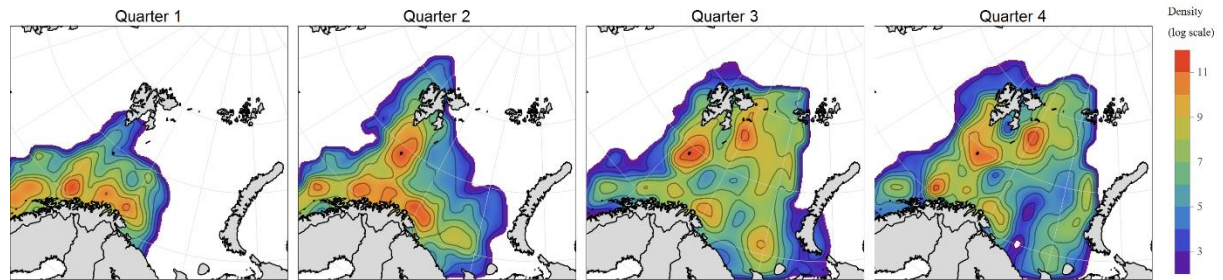 Quarter 1
Quarter 2
Quarter 3
Quarter 4
Density
(log scale)
11
9
7
5
3